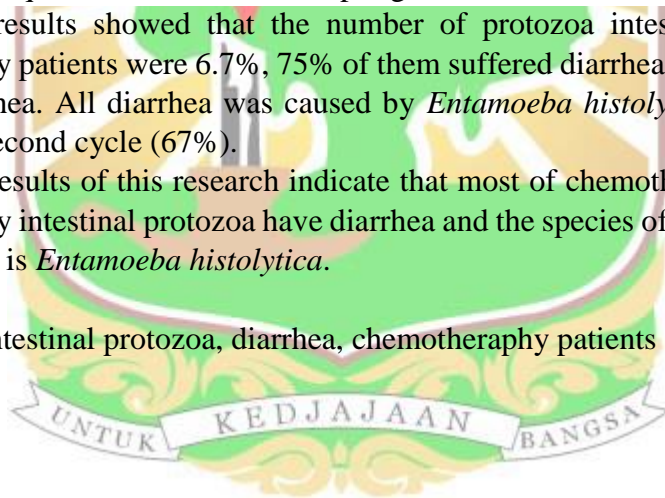 results showed that the number of protozoa intes
y patients were 6.7%, 75% of them suffered diarrhea
hea. All diarrhea was caused by Entamoeba histoly
econd cycle (67%).
esults of this research indicate that most of chemoth
y intestinal protozoa have diarrhea and the species of
is Entamoeba histolytica.
ntestinal protozoa, diarrhea, chemotheraphy patients
UNTUK KEDJAJAAN BANGSA